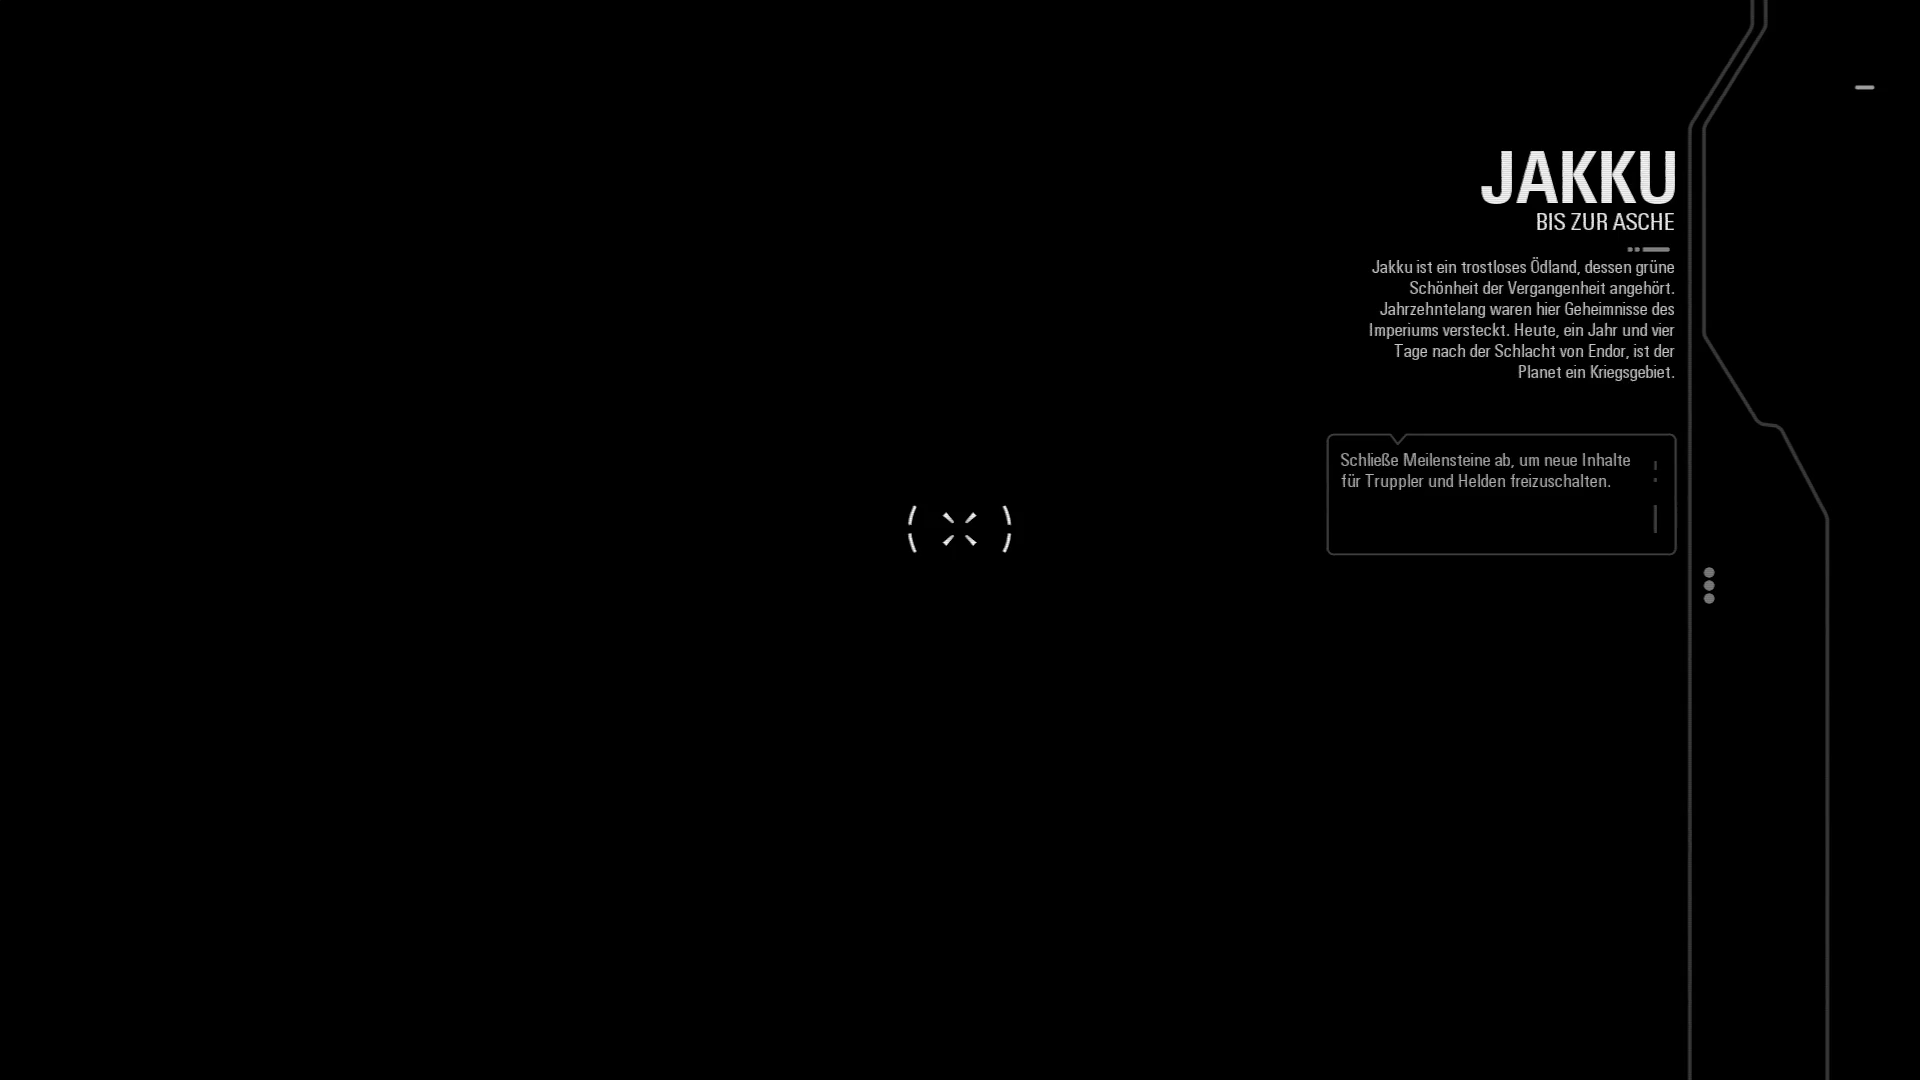 JAKKU
BIS ZUR ASCHE
Jakku ist ein trostloses Ödland, dessen grüne
Schönheit der Vergangenheit angehört.
Jahrzehntelang waren hier Geheimnisse des
Imperiums versteckt. Heute, ein Jahr und vier
Tage nach der Schlacht von Endor, ist der
Planet ein Kriegsgebiet.
Schließe Meilensteine ab, um neue Inhalte
für Truppler und Helden freizuschalten.